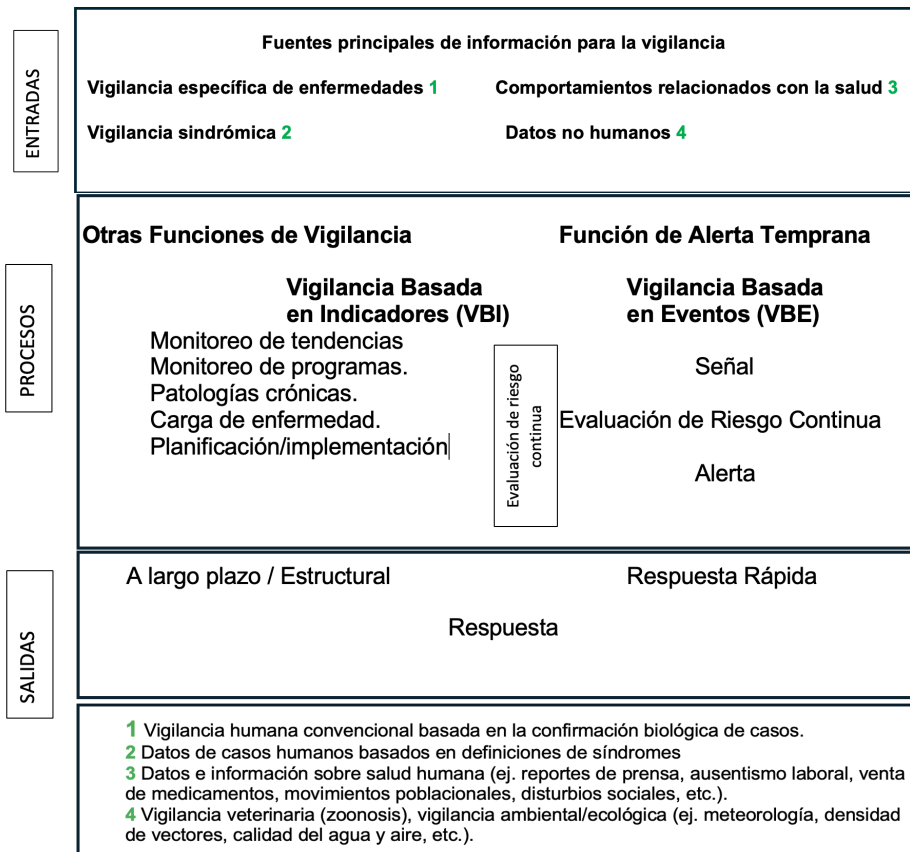 ENTRADAS
Fuentes principales de información para la vigilancia
Vigilancia específica de enfermedades 1
Comportamientos relacionados con la salud 3
Vigilancia sindrómica 2
Datos no humanos 4
PROCESOS
Otras Funciones de Vigilancia
Función de Alerta Temprana
Vigilancia Basada
en Indicadores (VBI)
Vigilancia Basada
en Eventos (VBE)
Monitoreo de tendencias
Monitoreo de programas.
Patologías crónicas.
Carga de enfermedad.
Planificación/implementación
Evaluación de riesgo
continua
Señal
Evaluación de Riesgo Continua
Alerta
SALIDAS
A largo plazo / Estructural
Respuesta Rápida
Respuesta
1 Vigilancia humana convencional basada en la confirmación biológica de casos.
2 Datos de casos humanos basados en definiciones de síndromes
3 Datos e información sobre salud humana (ej. reportes de prensa, ausentismo laboral, venta
de medicamentos, movimientos poblacionales, disturbios sociales, etc.).
4 Vigilancia veterinaria (zoonosis), vigilancia ambiental/ecológica (ej. meteorología, densidad
de vectores, calidad del agua y aire, etc.).